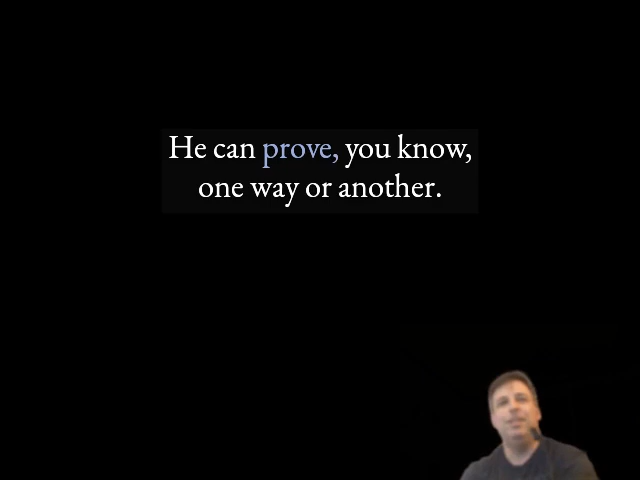 He can prove, you know,
one way or another.